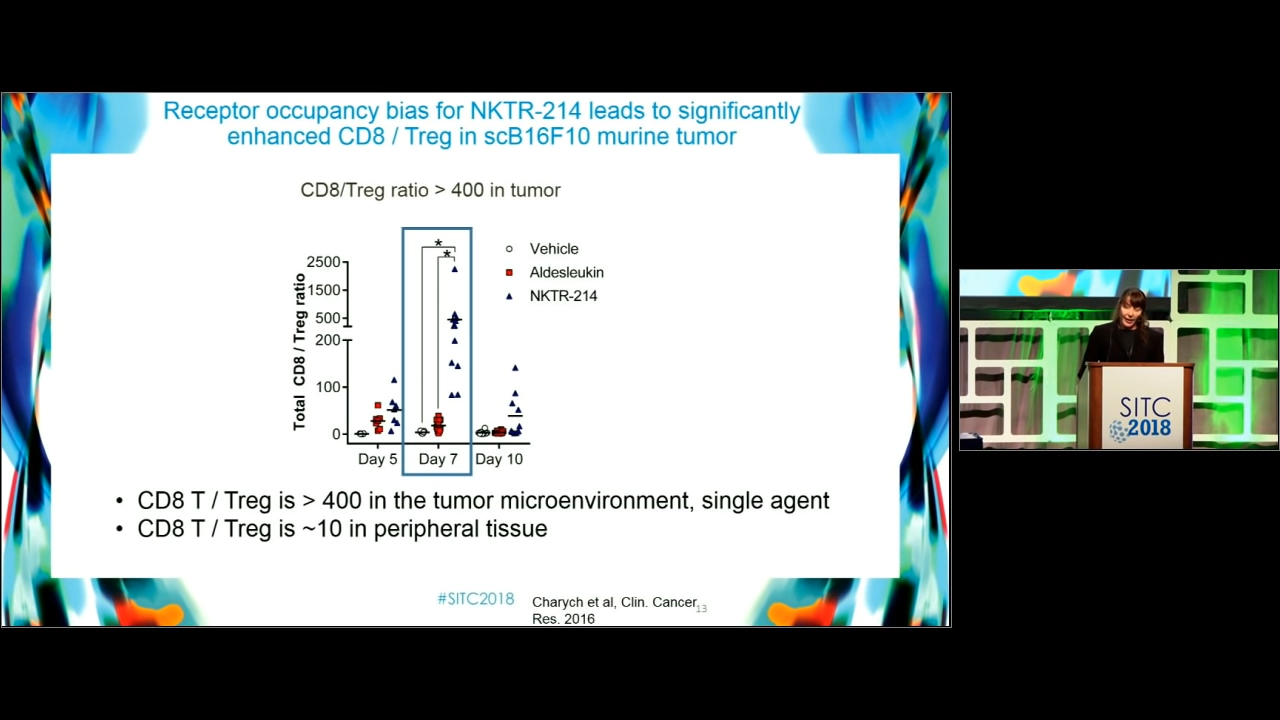 Receptor occupancy bias for NKTR-214 leads to significantly
enhanced CD8 / Treg in scB16F10 murine tumor
CD8/Treg ratio > 400 in tumor
Total CD8 / Treg ratio
2500
1500
500
200
100
0
*
*
Day 5
Day 7
Day 10
Vehicle
Aldesleukin
NKTR-214
• CD8 T / Treg is > 400 in the tumor microenvironment, single agent
• CD8 T / Treg is ~10 in peripheral tissue
#SITC2018
Charych et al, Clin. Cancer
Res. 2016
13
SITC
2018